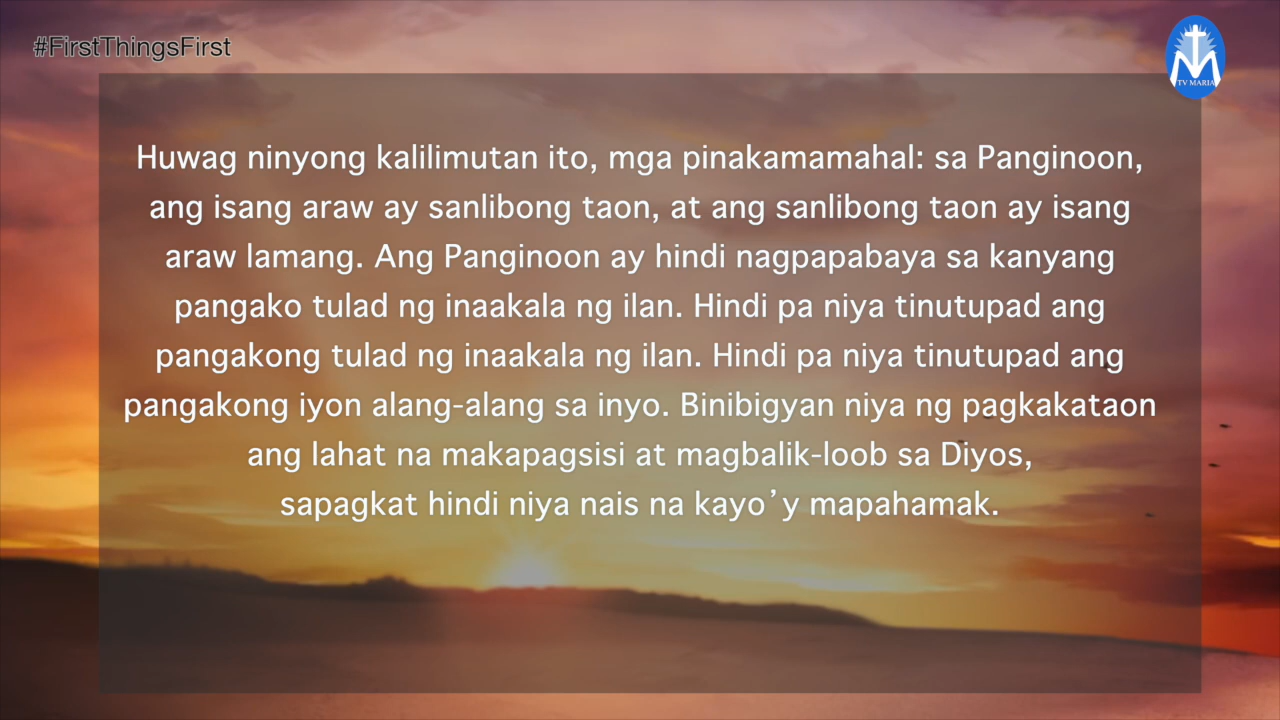 #FirstThingsFirst
TV MARIA
Huwag ninyong kalilimutan ito, mga pinakamamahal: sa Panginoon,
ang isang araw ay sanlibong taon, at ang sanlibong taon ay isang
araw lamang. Ang Panginoon ay hindi nagpapabaya sa kanyang
pangako tulad ng inaakala ng ilan. Hindi pa niya tinutupad ang
pangakong tulad ng inaakala ng ilan. Hindi pa niya tinutupad ang
pangakong iyon alang-alang sa inyo. Binibigyan niya ng pagkakataon
ang lahat na makapagsisi at magbalik-loob sa Diyos,
sapagkat hindi niya nais na kayo’y mapahamak.